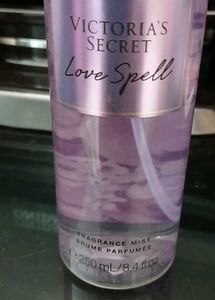 VICTORIA'S
SECRET
Love Spell
FRAGRANCE MIST
BRUME PARFUMÉE
250 mL/8.4 fl oz